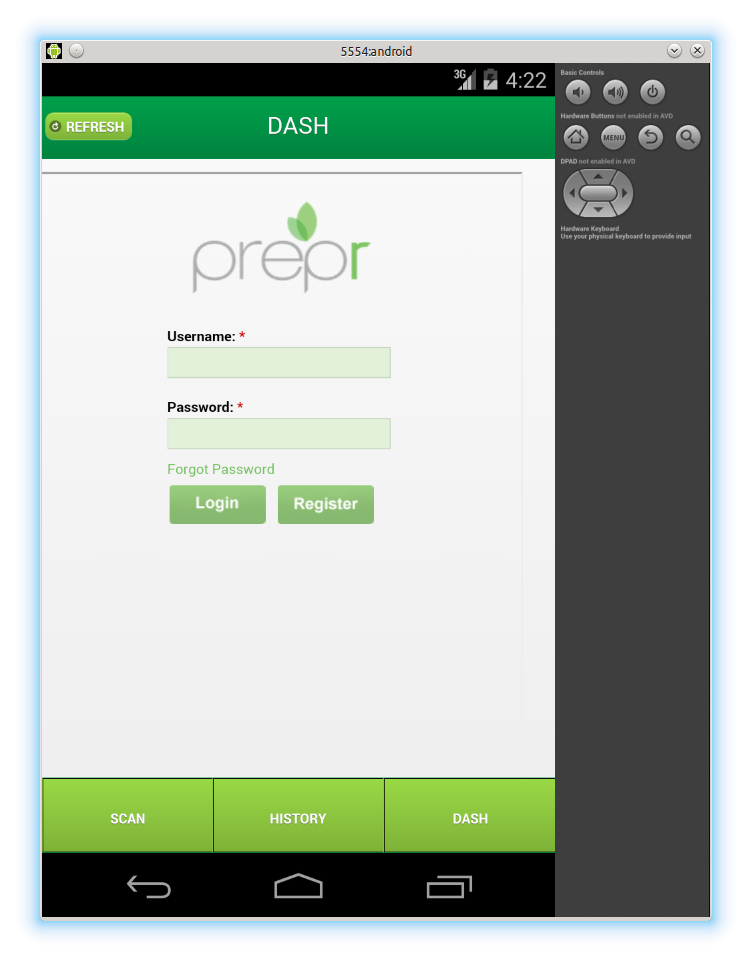 5554:android
3G 4:22
REFRESH DASH
prepr
Username: *
Password: *
Forgot Password
Login Register
SCAN HISTORY DASH
Basic Controls
Hardware Buttons not enabled in AVD
MENU
DPAD not enabled in AVD
Hardware Keyboard
Use your physical keyboard to provide input